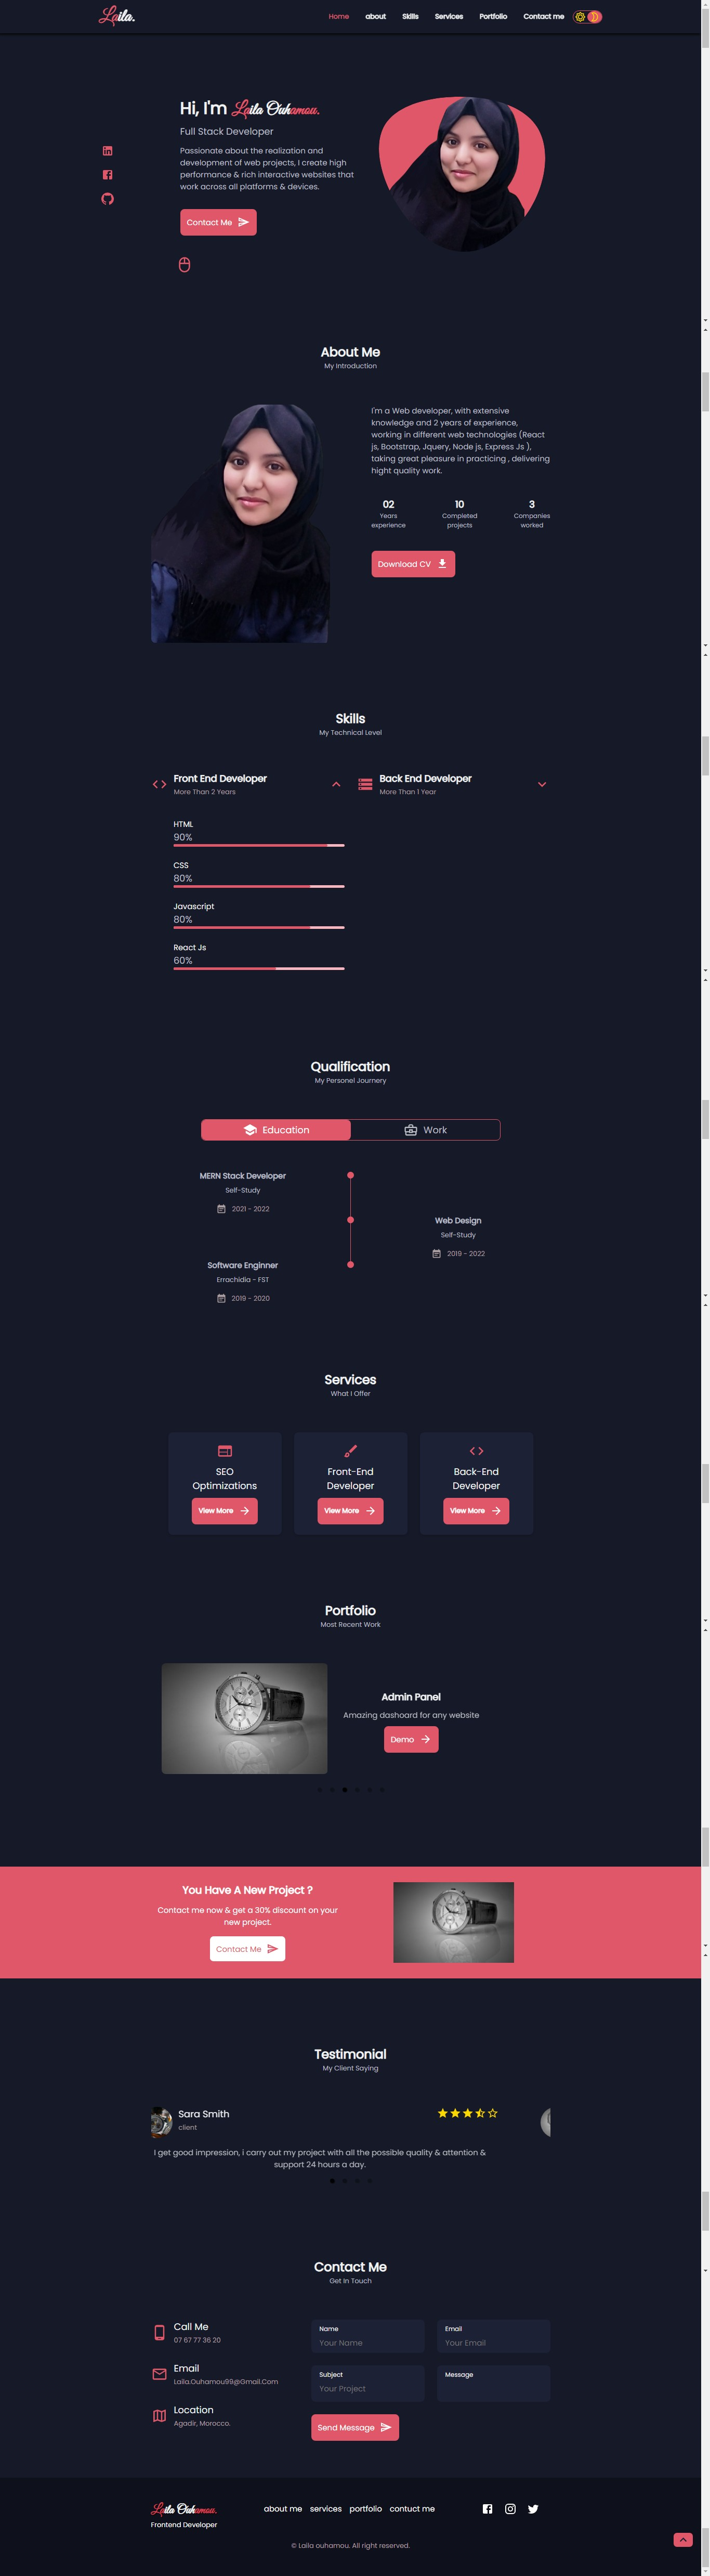 Laila.
Home about Skills Services Portfolio Contact me
Hi, I'm Laila Ouhamou.
Full Stack Developer
Passionate about the realization and
development of web projects, I create high
performance & rich interactive websites that
work across all platforms & devices.
Contact Me
About Me
My Introduction
I'm a Web developer, with extensive
knowledge and 2 years of experience,
working in different web technologies (React
js, Bootstrap, Jquery, Node js, Express Js ),
taking great pleasure in practicing , delivering
hight quality work.
02 10 3
Years Completed Companies
experience projects worked
Download CV
Skills
My Technical Level
Front End Developer
More Than 2 Years
Back End Developer
More Than 1 Year
HTML
90%
CSS
80%
Javascript
80%
React Js
60%
Qualification
My Personel Journery
Education Work
MERN Stack Developer
Self-Study
2021 - 2022
Web Design
Self-Study
2019 - 2022
Software Enginner
Errachidia - FST
2019 - 2020
Services
What I Offer
SEO
Optimizations
View More
Front-End
Developer
View More
Back-End
Developer
View More
Portfolio
Most Recent Work
Admin Panel
Amazing dashoard for any website
Demo
You Have A New Project ?
Contact me now & get a 30% discount on your
new project.
Contact Me
Testimonial
My Client Saying
Sara Smith
client
I get good impression, i carry out my project with all the possible quality & attention &
support 24 hours a day.
Contact Me
Get In Touch
Call Me
07 67 77 36 20
Email
Laila.Ouhamou99@Gmail.Com
Location
Agadir, Morocco.
Name
Your Name
Email
Your Email
Subject
Your Project
Message
Send Message
Laila Ouhamou.
Frontend Developer
about me services portfolio contuct me
© Laila ouhamou. All right reserved.